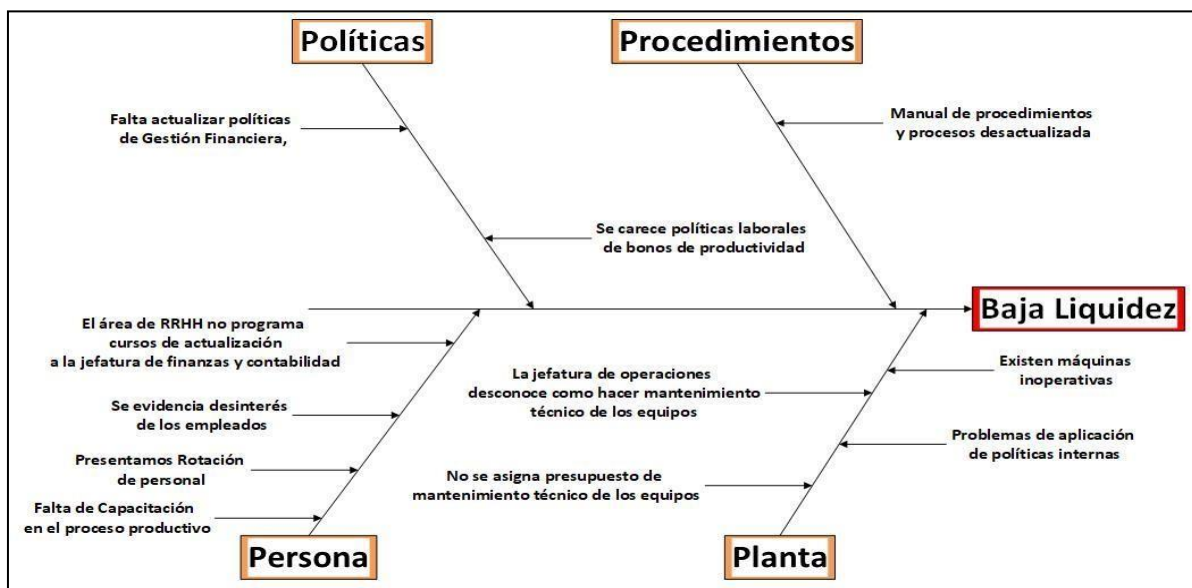 Políticas
Procedimientos
Falta actualizar políticas
de Gestión Financiera,
Manual de procedimientos
y procesos desactualizada
Se carece políticas laborales
de bonos de productividad
Baja Liquidez
El área de RRHH no programa
cursos de actualización
a la jefatura de finanzas y contabilidad
Se evidencia desinterés
de los empleados
Presentamos Rotación
de personal
Falta de Capacitación
en el proceso productivo
La jefatura de operaciones
desconoce como hacer mantenimiento
técnico de los equipos
No se asigna presupuesto de
mantenimiento técnico de los equipos
Existen máquinas
inoperativas
Problemas de aplicación
de políticas internas
Persona
Planta